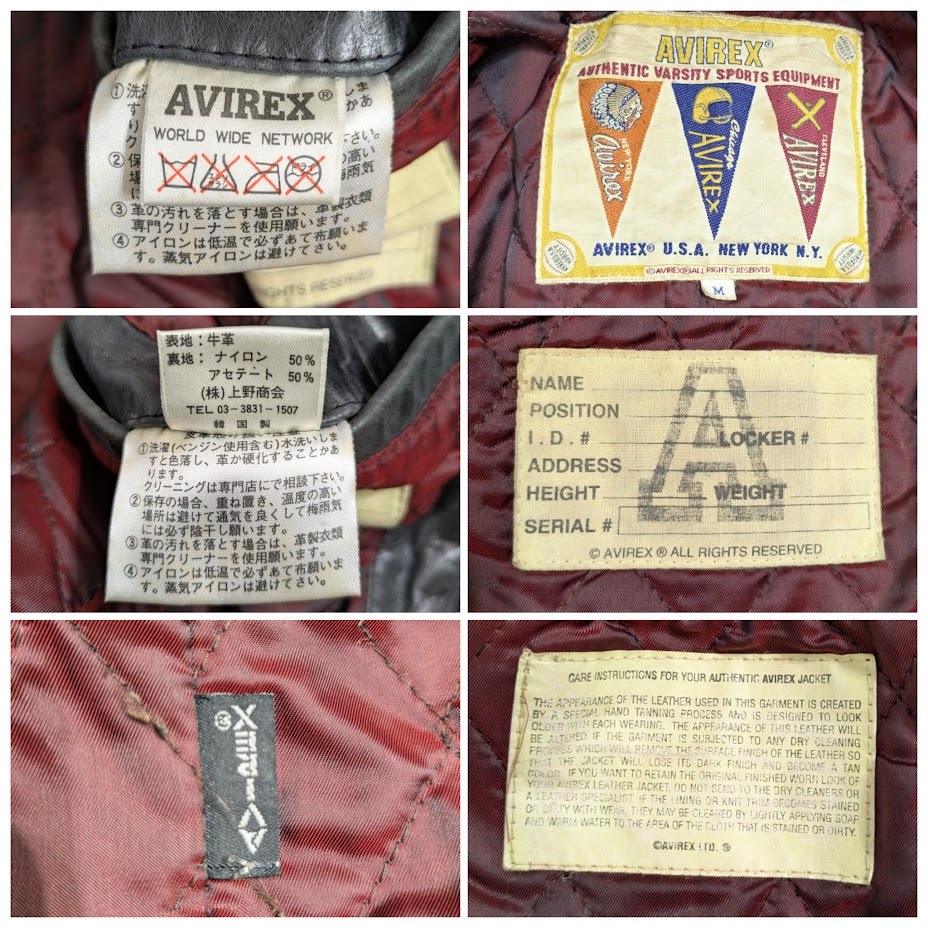 AVIREX®
WORLD WIDE NETWORK
③ 革の汚れを落とす場合は、革製衣類
専門クリーナーを使用願います。
④ アイロンは低温で必ずあて布願いま
す。蒸気アイロンは避けて下さい。
RIGHTS RESERVED
AVIREX®
AUTHENTIC VARSITY SPORTS EQUIPMENT
NEW YORK
Avirex
Chicago
AVIREX
CLEVELAND
AVIREX
AVIREX® U.S.A. NEW YORK N.Y.
© AVIREX® ALL RIGHTS RESERVED
M
表地：牛革
裏地：ナイロン 50%
アセテート 50%
(株)上野商会
TEL 03-3831-1507
韓国製
①洗濯(ベンジン使用含む)水洗いしま
すと色落し、革が硬化することがあ
ります。
クリーニングは専門店にて相談下さい。
②保存の場合、重ね置き、温度の高い
場所は避けて通気を良くして梅雨気
には必ず陰干し願います。
③革の汚れを落とす場合は、革製衣類
専門クリーナーを使用願います。
④アイロンは低温で必ずあて布願いま
す。蒸気アイロンは避けて下さい。
NAME
POSITION
I.D.# LOCKER #
ADDRESS
HEIGHT WEIGHT
SERIAL #
© AVIREX ® ALL RIGHTS RESERVED
CARE INSTRUCTIONS FOR YOUR AUTHENTIC AVIREX JACKET
THE APPEARANCE OF THE LEATHER USED IN THIS GARMENT IS CREATED
BY A SPECIAL HAND TANNING PROCESS AND IS DESIGNED TO LOOK
OLDER WITH EACH WEARING. THE APPEARANCE OF THIS LEATHER WILL
BE ALTERED IF THE GARMENT IS SUBJECTED TO ANY DRY CLEANING
PROCESS WHICH WILL REMOVE THE SURFACE FINISH OF THE LEATHER SO
THAT THE JACKET WILL LOSE ITS DARK FINISH AND BECOME A TAN
COLOR. IF YOU WANT TO RETAIN THE ORIGINAL FINISHED WORN LOOK OF
YOUR AVIREX LEATHER JACKET, DO NOT SEND TO THE DRY CLEANERS OR
A LEATHER SPECIALIST. IF THE LINING OR KNIT TRIM BECOMES STAINED
OR DIRTY WITH WEAR, THEY MAY BE CLEANED BY LIGHTLY APPLYING SOAP
AND WARM WATER TO THE AREA OF THE CLOTH THAT IS STAINED OR DIRTY.
©AVIREX LTD. ®